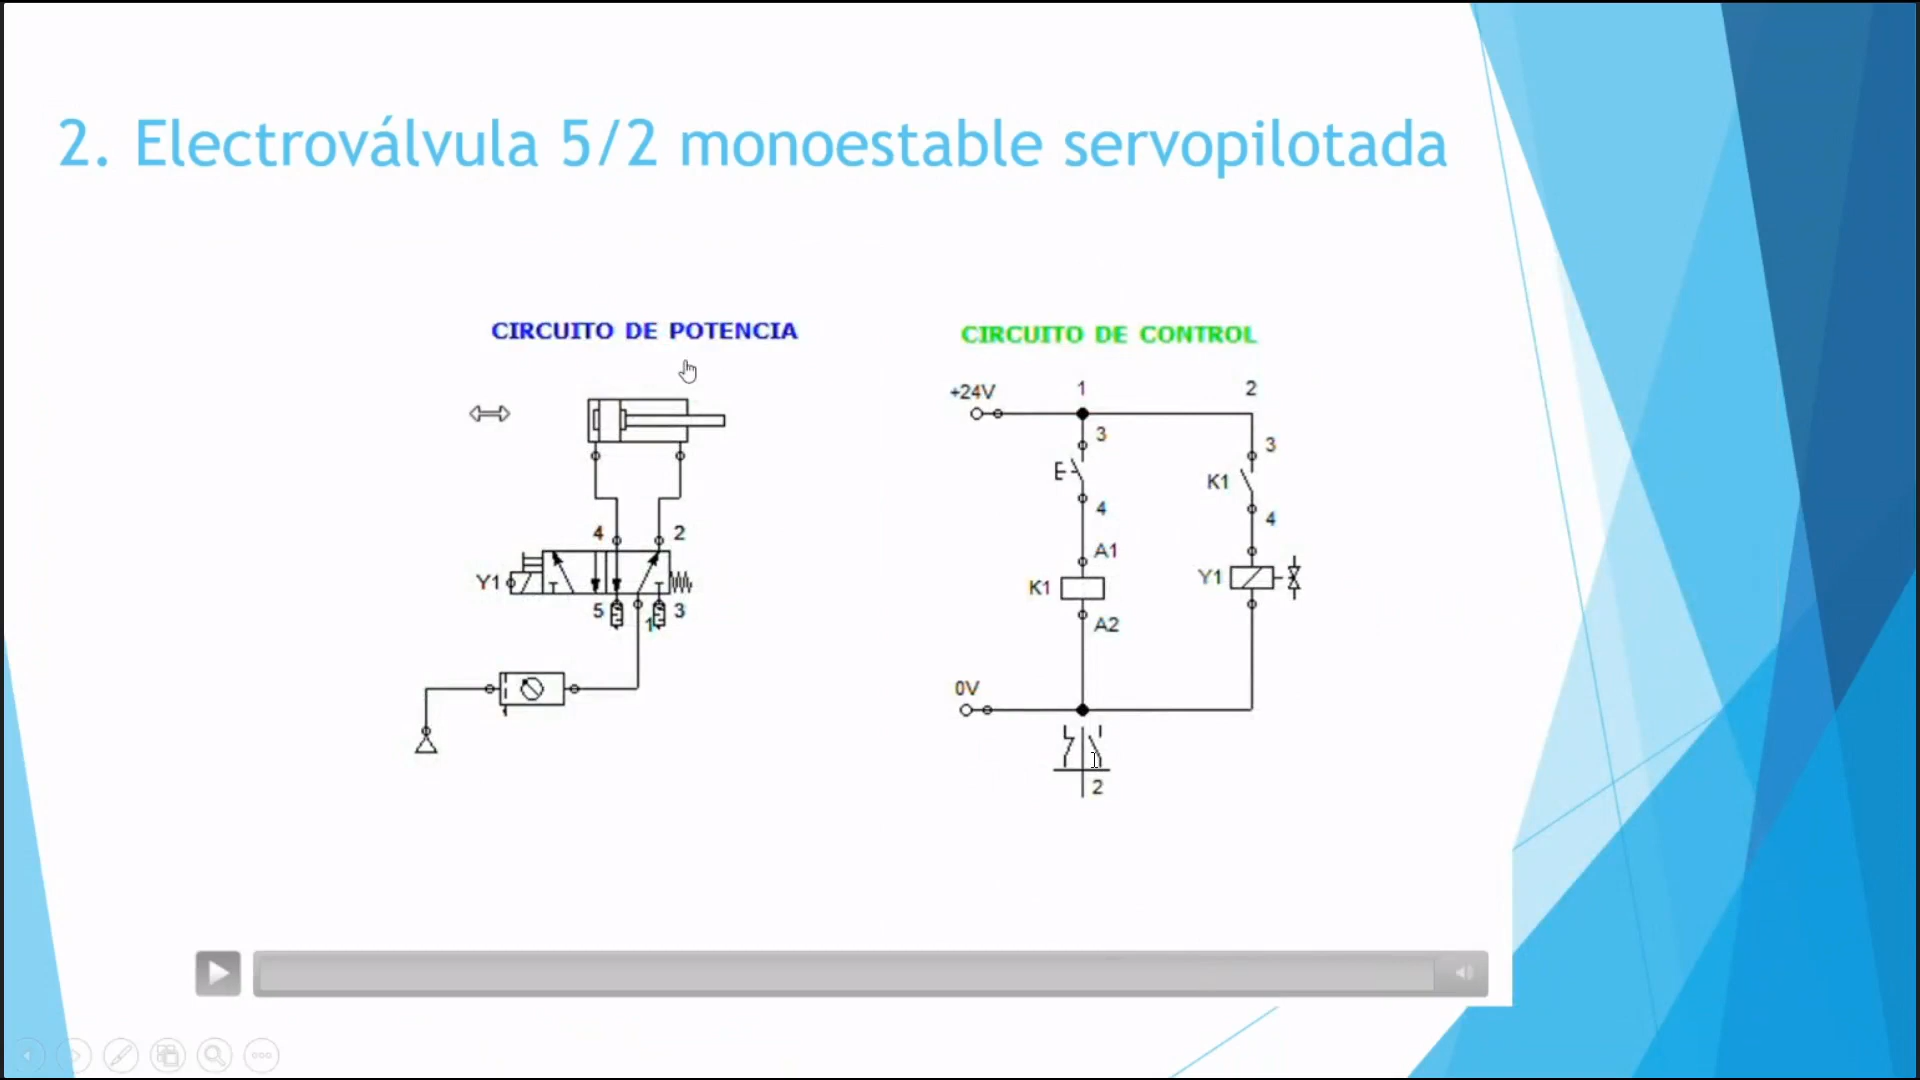 2. Electroválvula 5/2 monoestable servopilotada
CIRCUITO DE POTENCIA
4
2
Y1
5
1
3
CIRCUITO DE CONTROL
+24V
1
2
3
3
E
K1
4
4
A1
K1
Y1
A2
0V
2